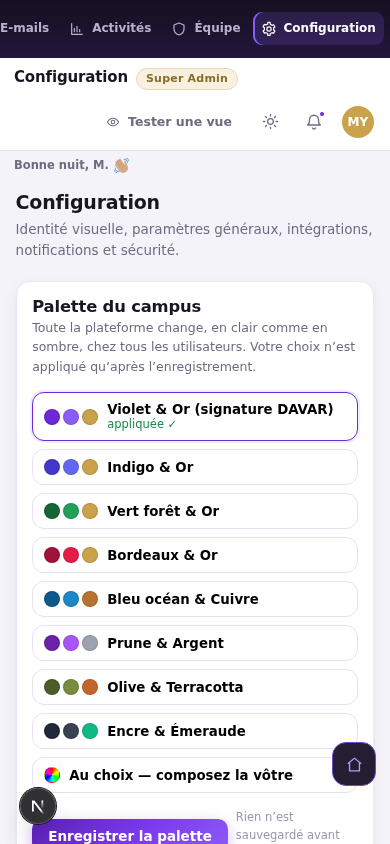 E-mails Activités Équipe Configuration
Configuration Super Admin
Tester une vue MY
Bonne nuit, M. 👋🏽
Configuration
Identité visuelle, paramètres généraux, intégrations,
notifications et sécurité.
Palette du campus
Toute la plateforme change, en clair comme en
sombre, chez tous les utilisateurs. Votre choix n’est
appliqué qu’après l’enregistrement.
Violet & Or (signature DAVAR)
appliquée ✓
Indigo & Or
Vert forêt & Or
Bordeaux & Or
Bleu océan & Cuivre
Prune & Argent
Olive & Terracotta
Encre & Émeraude
Au choix — composez la vôtre
N
Rien n’est
Enregistrer la palette
sauvegardé avant